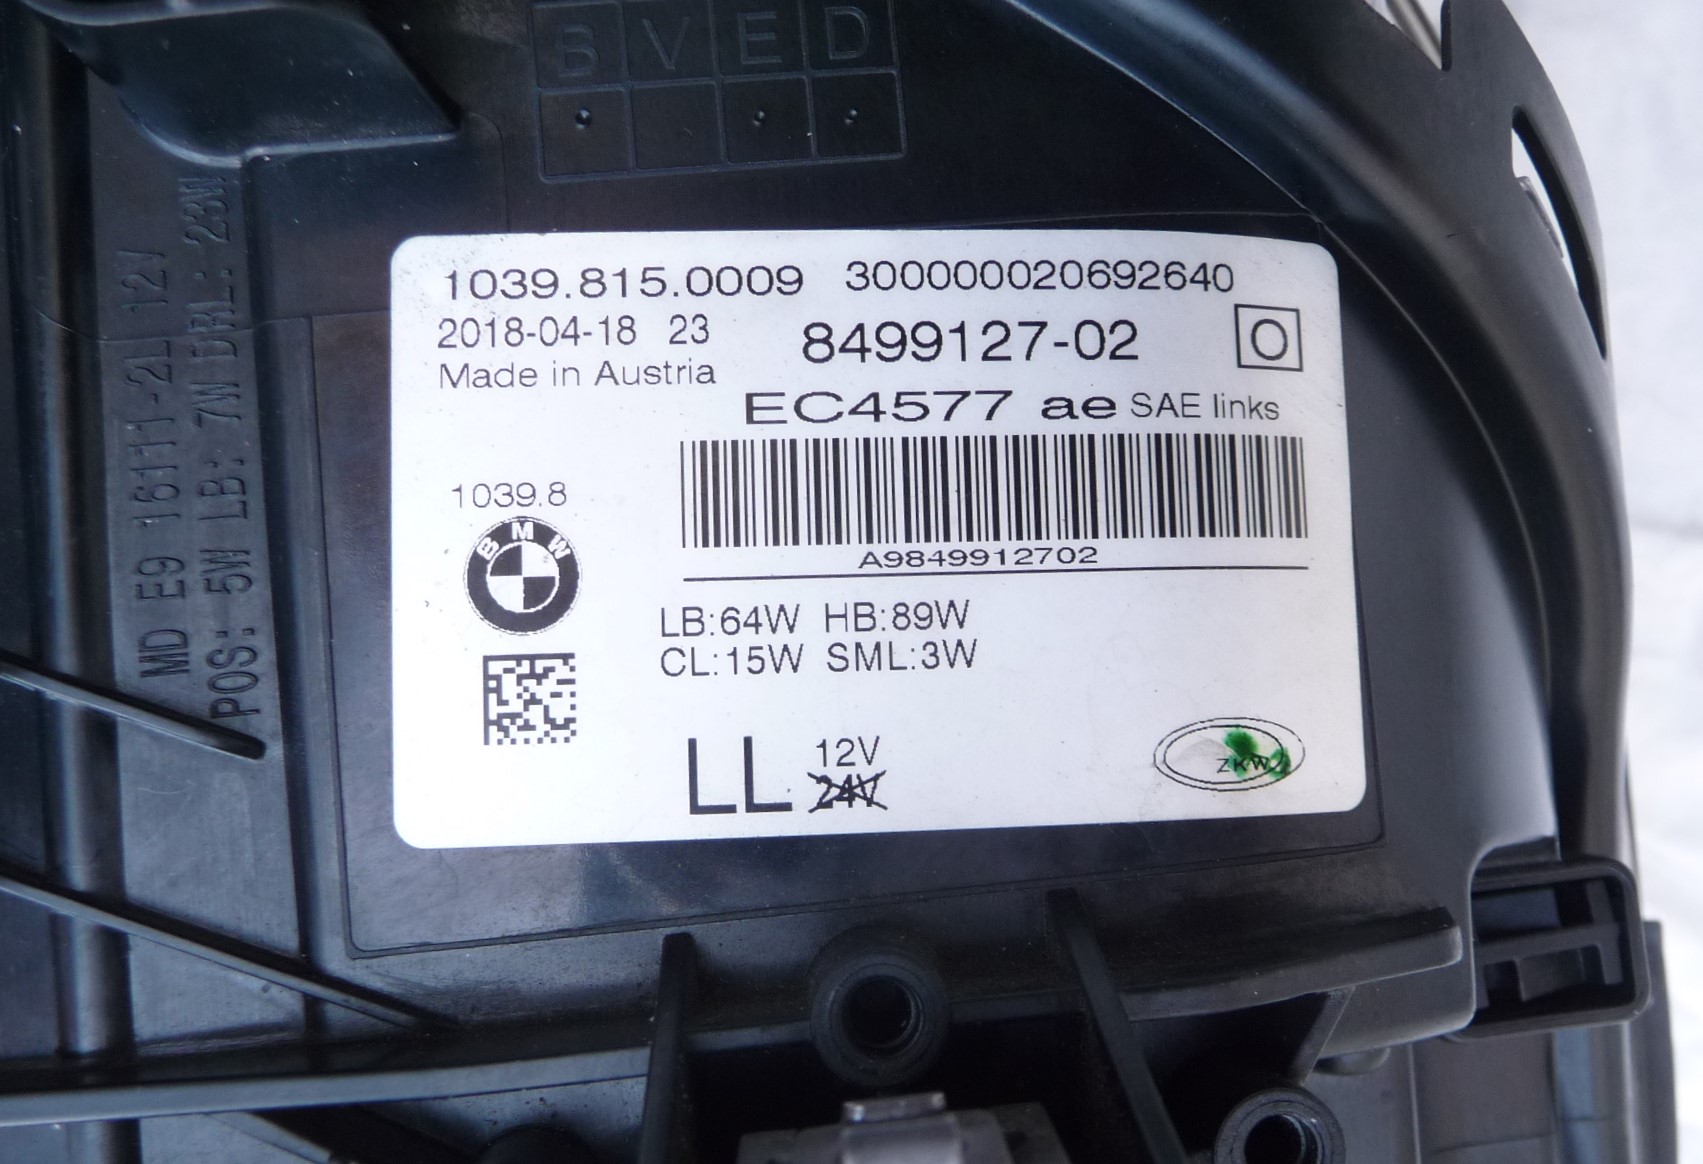 B V E D
MD E9 16111-2L 12V
POS: 5W LB: 7W DRL: 23W
1039.815.0009 300000020692640
2018-04-18 23 8499127-02 O
Made in Austria
EC4577 ae SAE links
1039.8
BMW
A9849912702
LB:64W HB:89W
CL:15W SML:3W
LL 12V
24V
ZKW